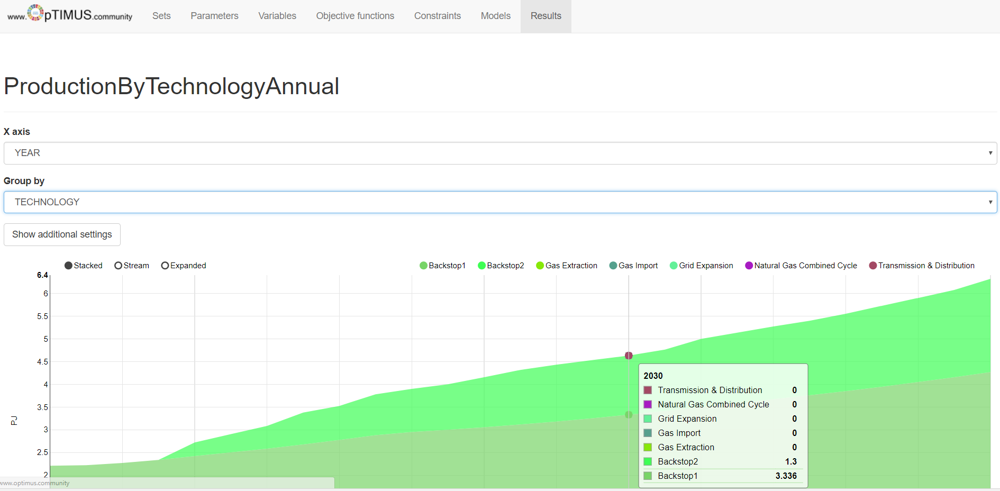 www.OpTIMUS.community
Sets Parameters Variables Objective functions Constraints Models Results
ProductionByTechnologyAnnual
X axis
YEAR
Group by
TECHNOLOGY
Show additional settings
Stacked Stream Expanded Backstop1 Backstop2 Gas Extraction Gas Import Grid Expansion Natural Gas Combined Cycle Transmission & Distribution
6.4
6
5.5
5
4.5
4
3.5
3
2.5
2
PJ
2030
Transmission & Distribution 0
Natural Gas Combined Cycle 0
Grid Expansion 0
Gas Import 0
Gas Extraction 0
Backstop2 1.3
Backstop1 3.336
www.optimus.community